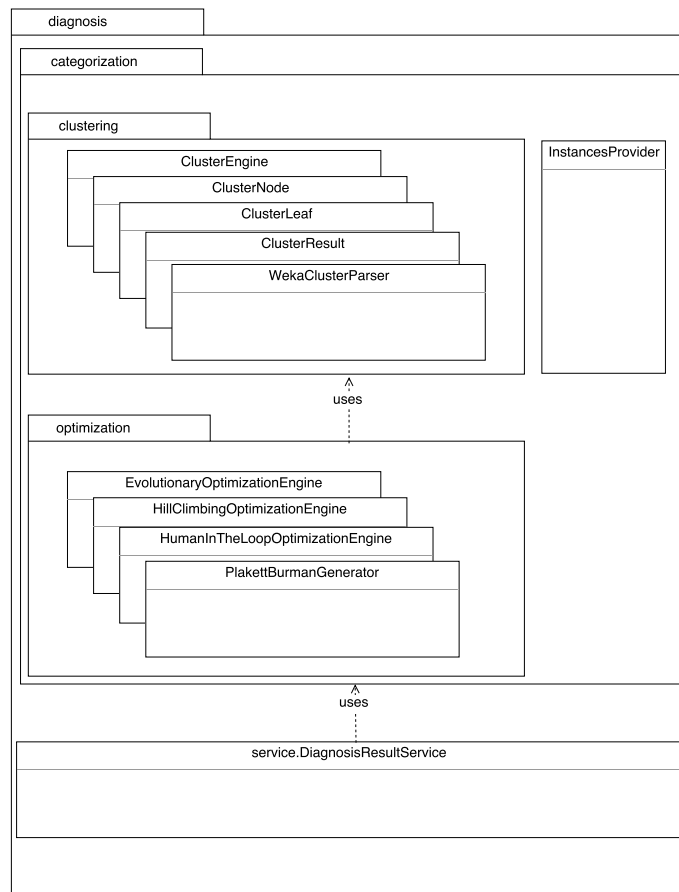 diagnosis
categorization
clustering
ClusterEngine
ClusterNode
ClusterLeaf
ClusterResult
WekaClusterParser
InstancesProvider
uses
optimization
EvolutionaryOptimizationEngine
HillClimbingOptimizationEngine
HumanInTheLoopOptimizationEngine
PlakettBurmanGenerator
uses
service.DiagnosisResultService